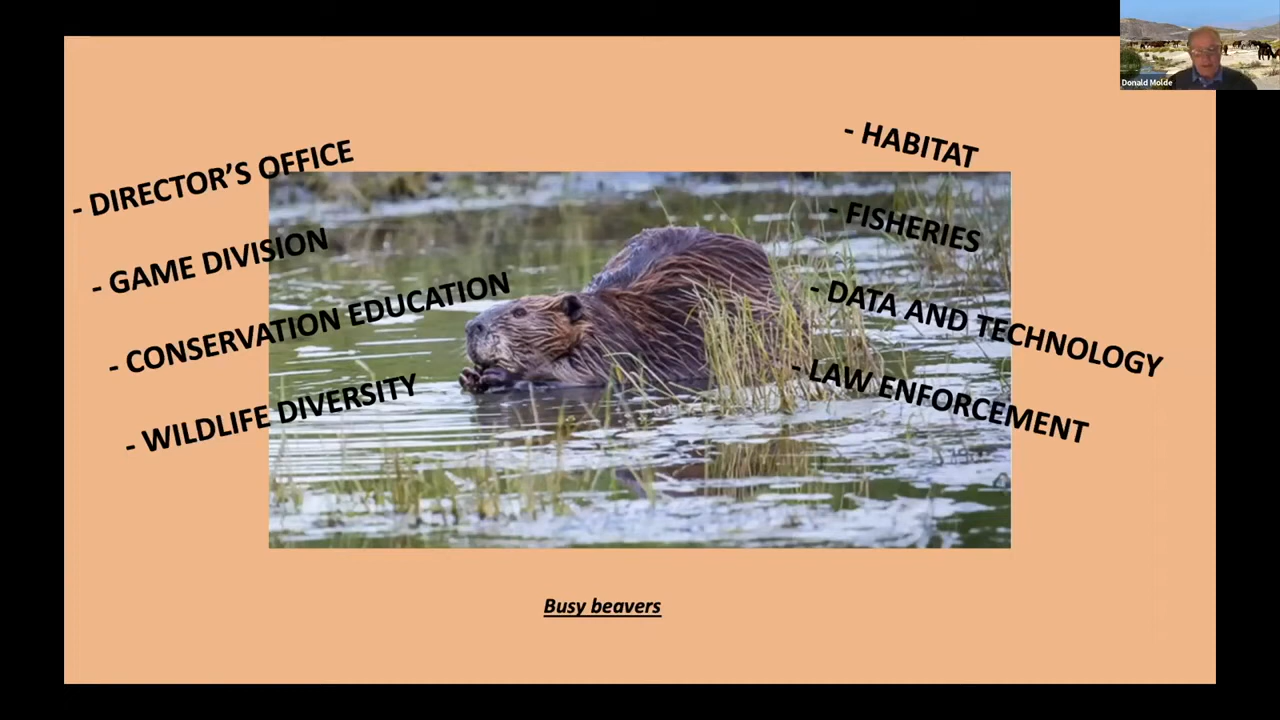 Donald Molde
- DIRECTOR'S OFFICE
- GAME DIVISION
- CONSERVATION EDUCATION
- WILDLIFE DIVERSITY
- HABITAT
- FISHERIES
- DATA AND TECHNOLOGY
- LAW ENFORCEMENT
Busy beavers